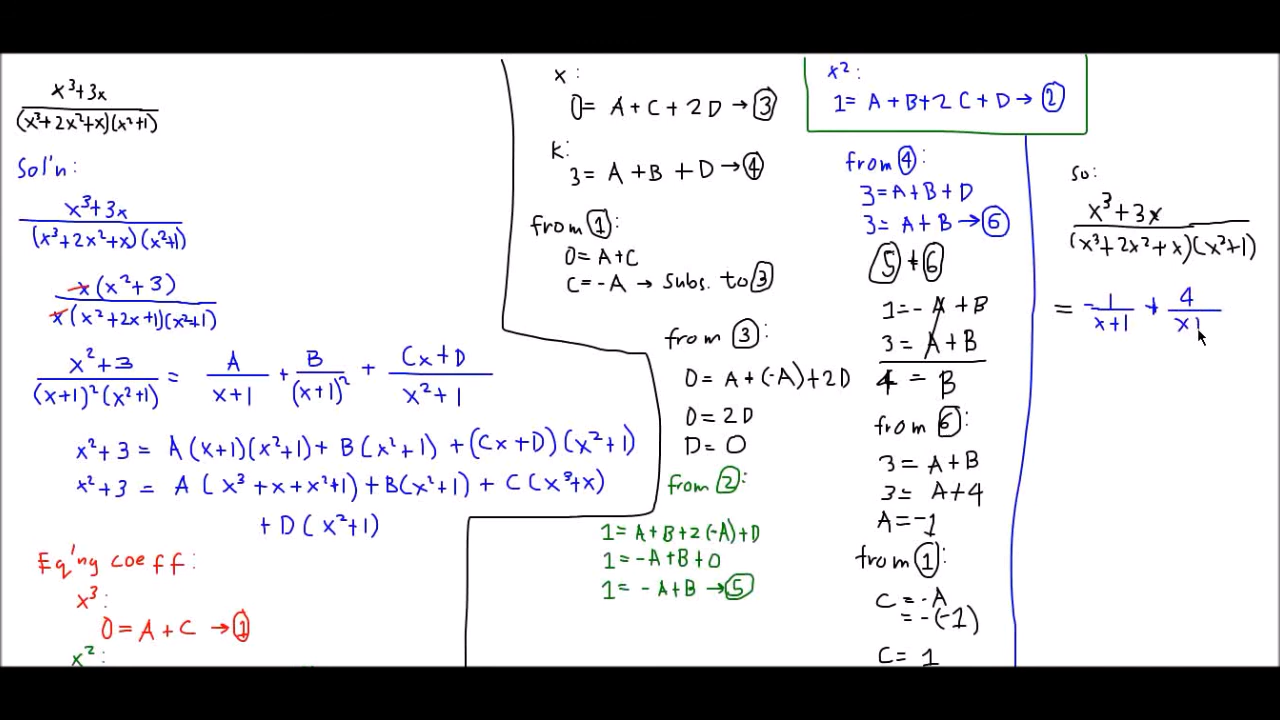 x³+3x
(x³+2x²+x)(x²+1)
Sol'n:
x³+3x
(x³+2x²+x)(x²+1)
x(x²+3)
x(x²+2x+1)(x²+1)
x²+3 / (x+1)²(x²+1) = A / x+1 + B / (x+1)² + Cx+D / x²+1
x²+3 = A(x+1)(x²+1)+ B(x²+1) +(Cx+D)(x²+1)
x²+3 = A(x³+x+x²+1)+B(x²+1)+ C(x³+x)
+ D(x²+1)
Eq'ng coeff:
x³:
0= A+C → ①
x²:
x:
0= A+C+2D → ③
k:
3= A+B+D → ④
from ①:
0=A+C
C=-A → Subs. to ③
from ③:
0= A+(-A)+2D
0=2D
D=0
from ②:
1=A+B+2(-A)+D
1=-A+B+0
1= -A+B → ⑤
x²:
1= A+B+2C+D → ②
from ④:
3=A+B+D
3= A+B → ⑥
⑤+⑥
1=-A+B
3= A+B
4= B
from ⑥:
3= A+B
3= A+4
A=-1
from ①:
C=-A
=-(-1)
C= 1
so:
x³+3x
(x³+2x²+x)(x²+1)
= -1 / x+1 + 4 / x1